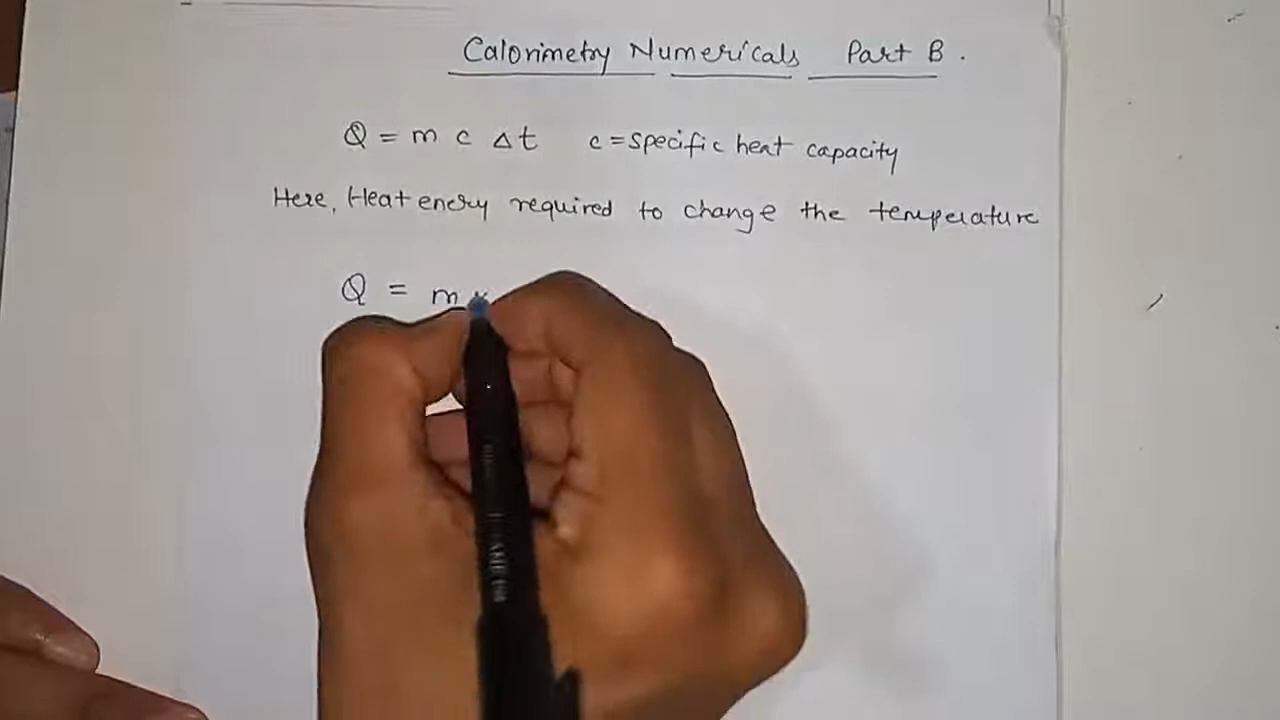 Calorimetry Numericals Part B.
Q = m c Δt c = specific heat capacity
Here, Heat enery required to change the temperature
Q = m